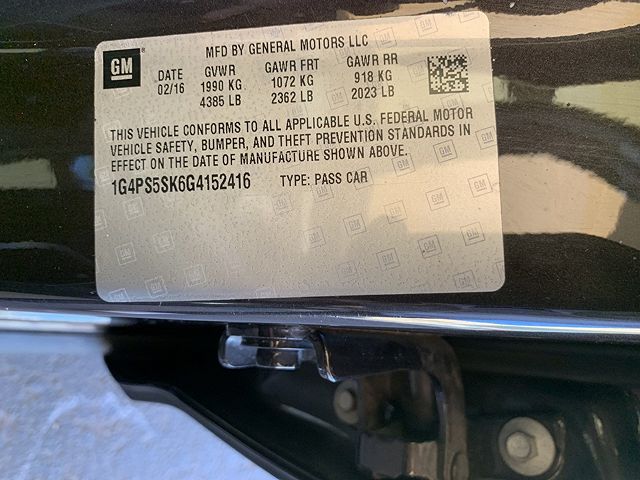 MFD BY GENERAL MOTORS LLC
GM
DATE GVWR GAWR FRT GAWR RR
02/16 1990 KG 1072 KG 918 KG
4385 LB 2362 LB 2023 LB
THIS VEHICLE CONFORMS TO ALL APPLICABLE U.S. FEDERAL MOTOR
VEHICLE SAFETY, BUMPER, AND THEFT PREVENTION STANDARDS IN
EFFECT ON THE DATE OF MANUFACTURE SHOWN ABOVE.
1G4PS5SK6G4152416 TYPE: PASS CAR